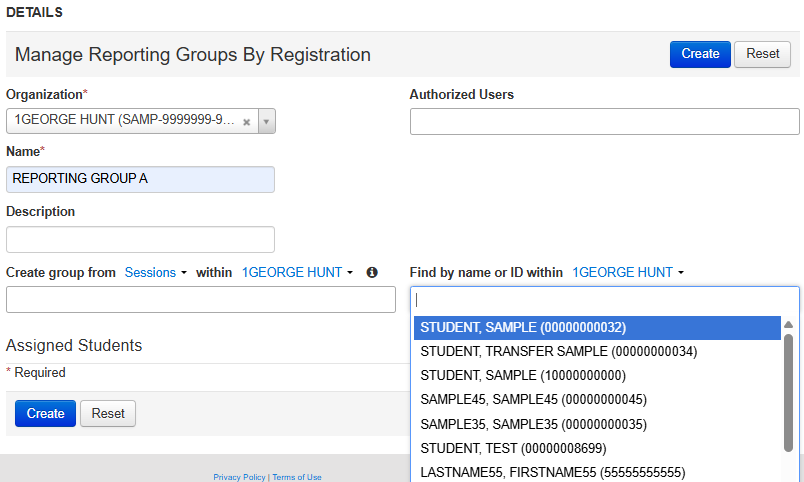 DETAILS
Manage Reporting Groups By Registration
Create Reset
Organization* Authorized Users
1GEORGE HUNT (SAMP-9999999-9...
Name*
REPORTING GROUP A
Description
Create group from Sessions within 1GEORGE HUNT Find by name or ID within 1GEORGE HUNT
STUDENT, SAMPLE (00000000032)
STUDENT, TRANSFER SAMPLE (00000000034)
STUDENT, SAMPLE (10000000000)
SAMPLE45, SAMPLE45 (00000000045)
SAMPLE35, SAMPLE35 (00000000035)
STUDENT, TEST (00000008699)
LASTNAME55, FIRSTNAME55 (55555555555)
Assigned Students
* Required
Create Reset
Privacy Policy | Terms of Use